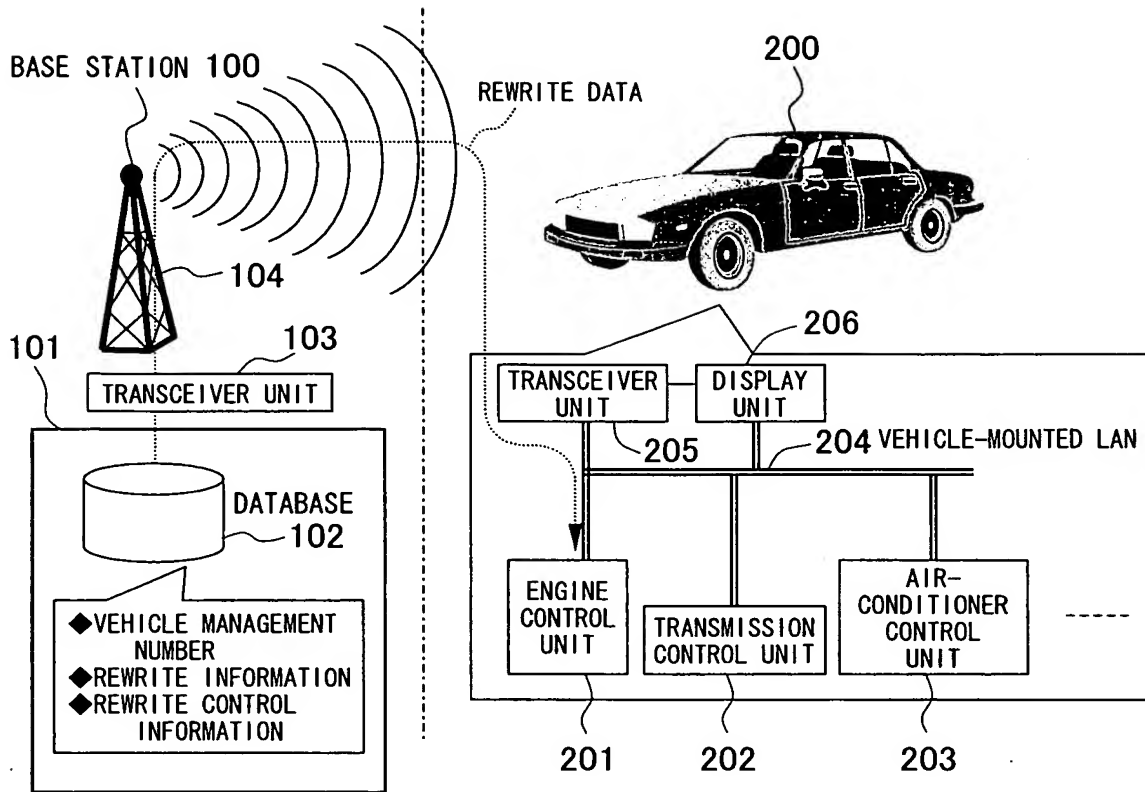 BASE STATION 100
REWRITE DATA
200
104
103
101
TRANSCEIVER UNIT
DATABASE
102
◆VEHICLE MANAGEMENT
NUMBER
◆REWRITE INFORMATION
◆REWRITE CONTROL
INFORMATION
206
TRANSCEIVER
UNIT
DISPLAY
UNIT
205
204 VEHICLE-MOUNTED LAN
ENGINE
CONTROL
UNIT
TRANSMISSION
CONTROL UNIT
AIR-
CONDITIONER
CONTROL
UNIT
201
202
203